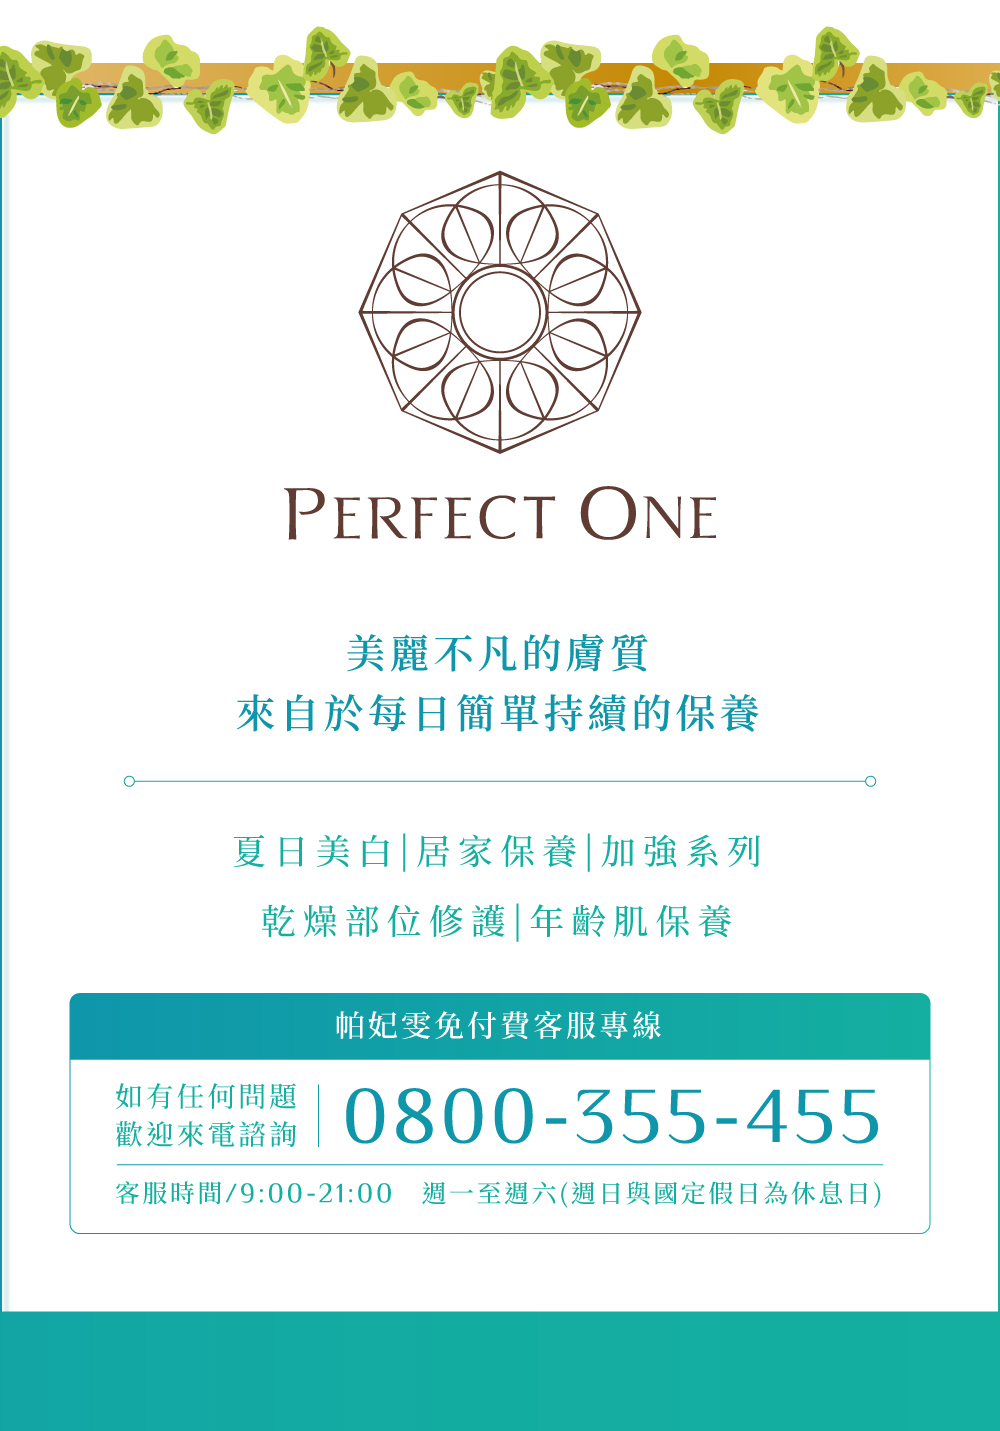 PERFECT ONE
美麗不凡的膚質
來自於每日簡單持續的保養
夏日美白|居家保養|加強系列
乾燥部位修護|年齡肌保養
帕妃雯免付費客服專線
如有任何問題
歡迎來電諮詢
0800-355-455
客服時間/9:00-21:00 週一至週六(週日與國定假日為休息日)